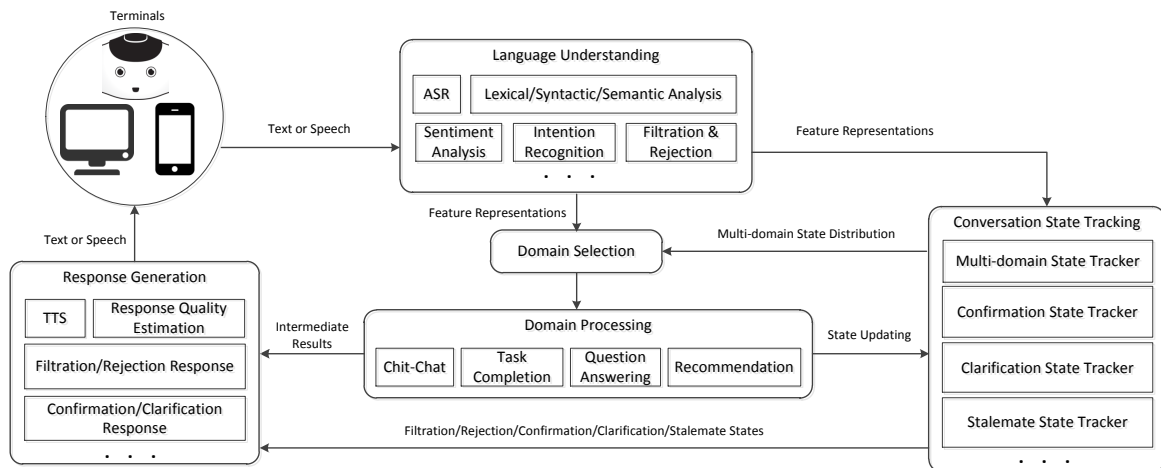 Terminals
Language Understanding
ASR
Lexical/Syntactic/Semantic Analysis
Sentiment
Analysis
Intention
Recognition
Filtration &
Rejection
. . .
Text or Speech
Feature Representations
Feature Representations
Domain Selection
Multi-domain State Distribution
Conversation State Tracking
Multi-domain State Tracker
Confirmation State Tracker
Clarification State Tracker
Stalemate State Tracker
. . .
Text or Speech
Response Generation
TTS
Response Quality
Estimation
Filtration/Rejection Response
Confirmation/Clarification
Response
. . .
Intermediate
Results
Domain Processing
Chit-Chat
Task
Completion
Question
Answering
Recommendation
State Updating
Filtration/Rejection/Confirmation/Clarification/Stalemate States